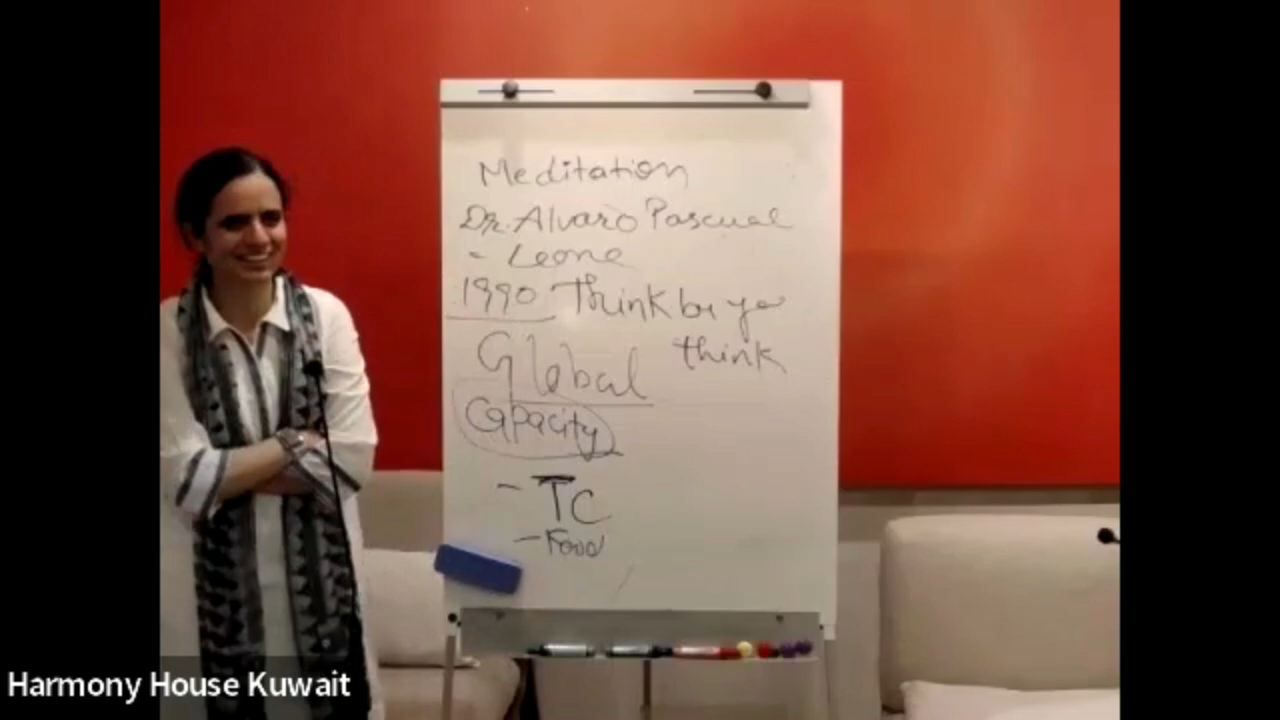 Meditation
Dr. Alvaro Pascual
- Leone
1990 Think be you
think
Global
Capacity
- TC
- Food
Harmony House Kuwait